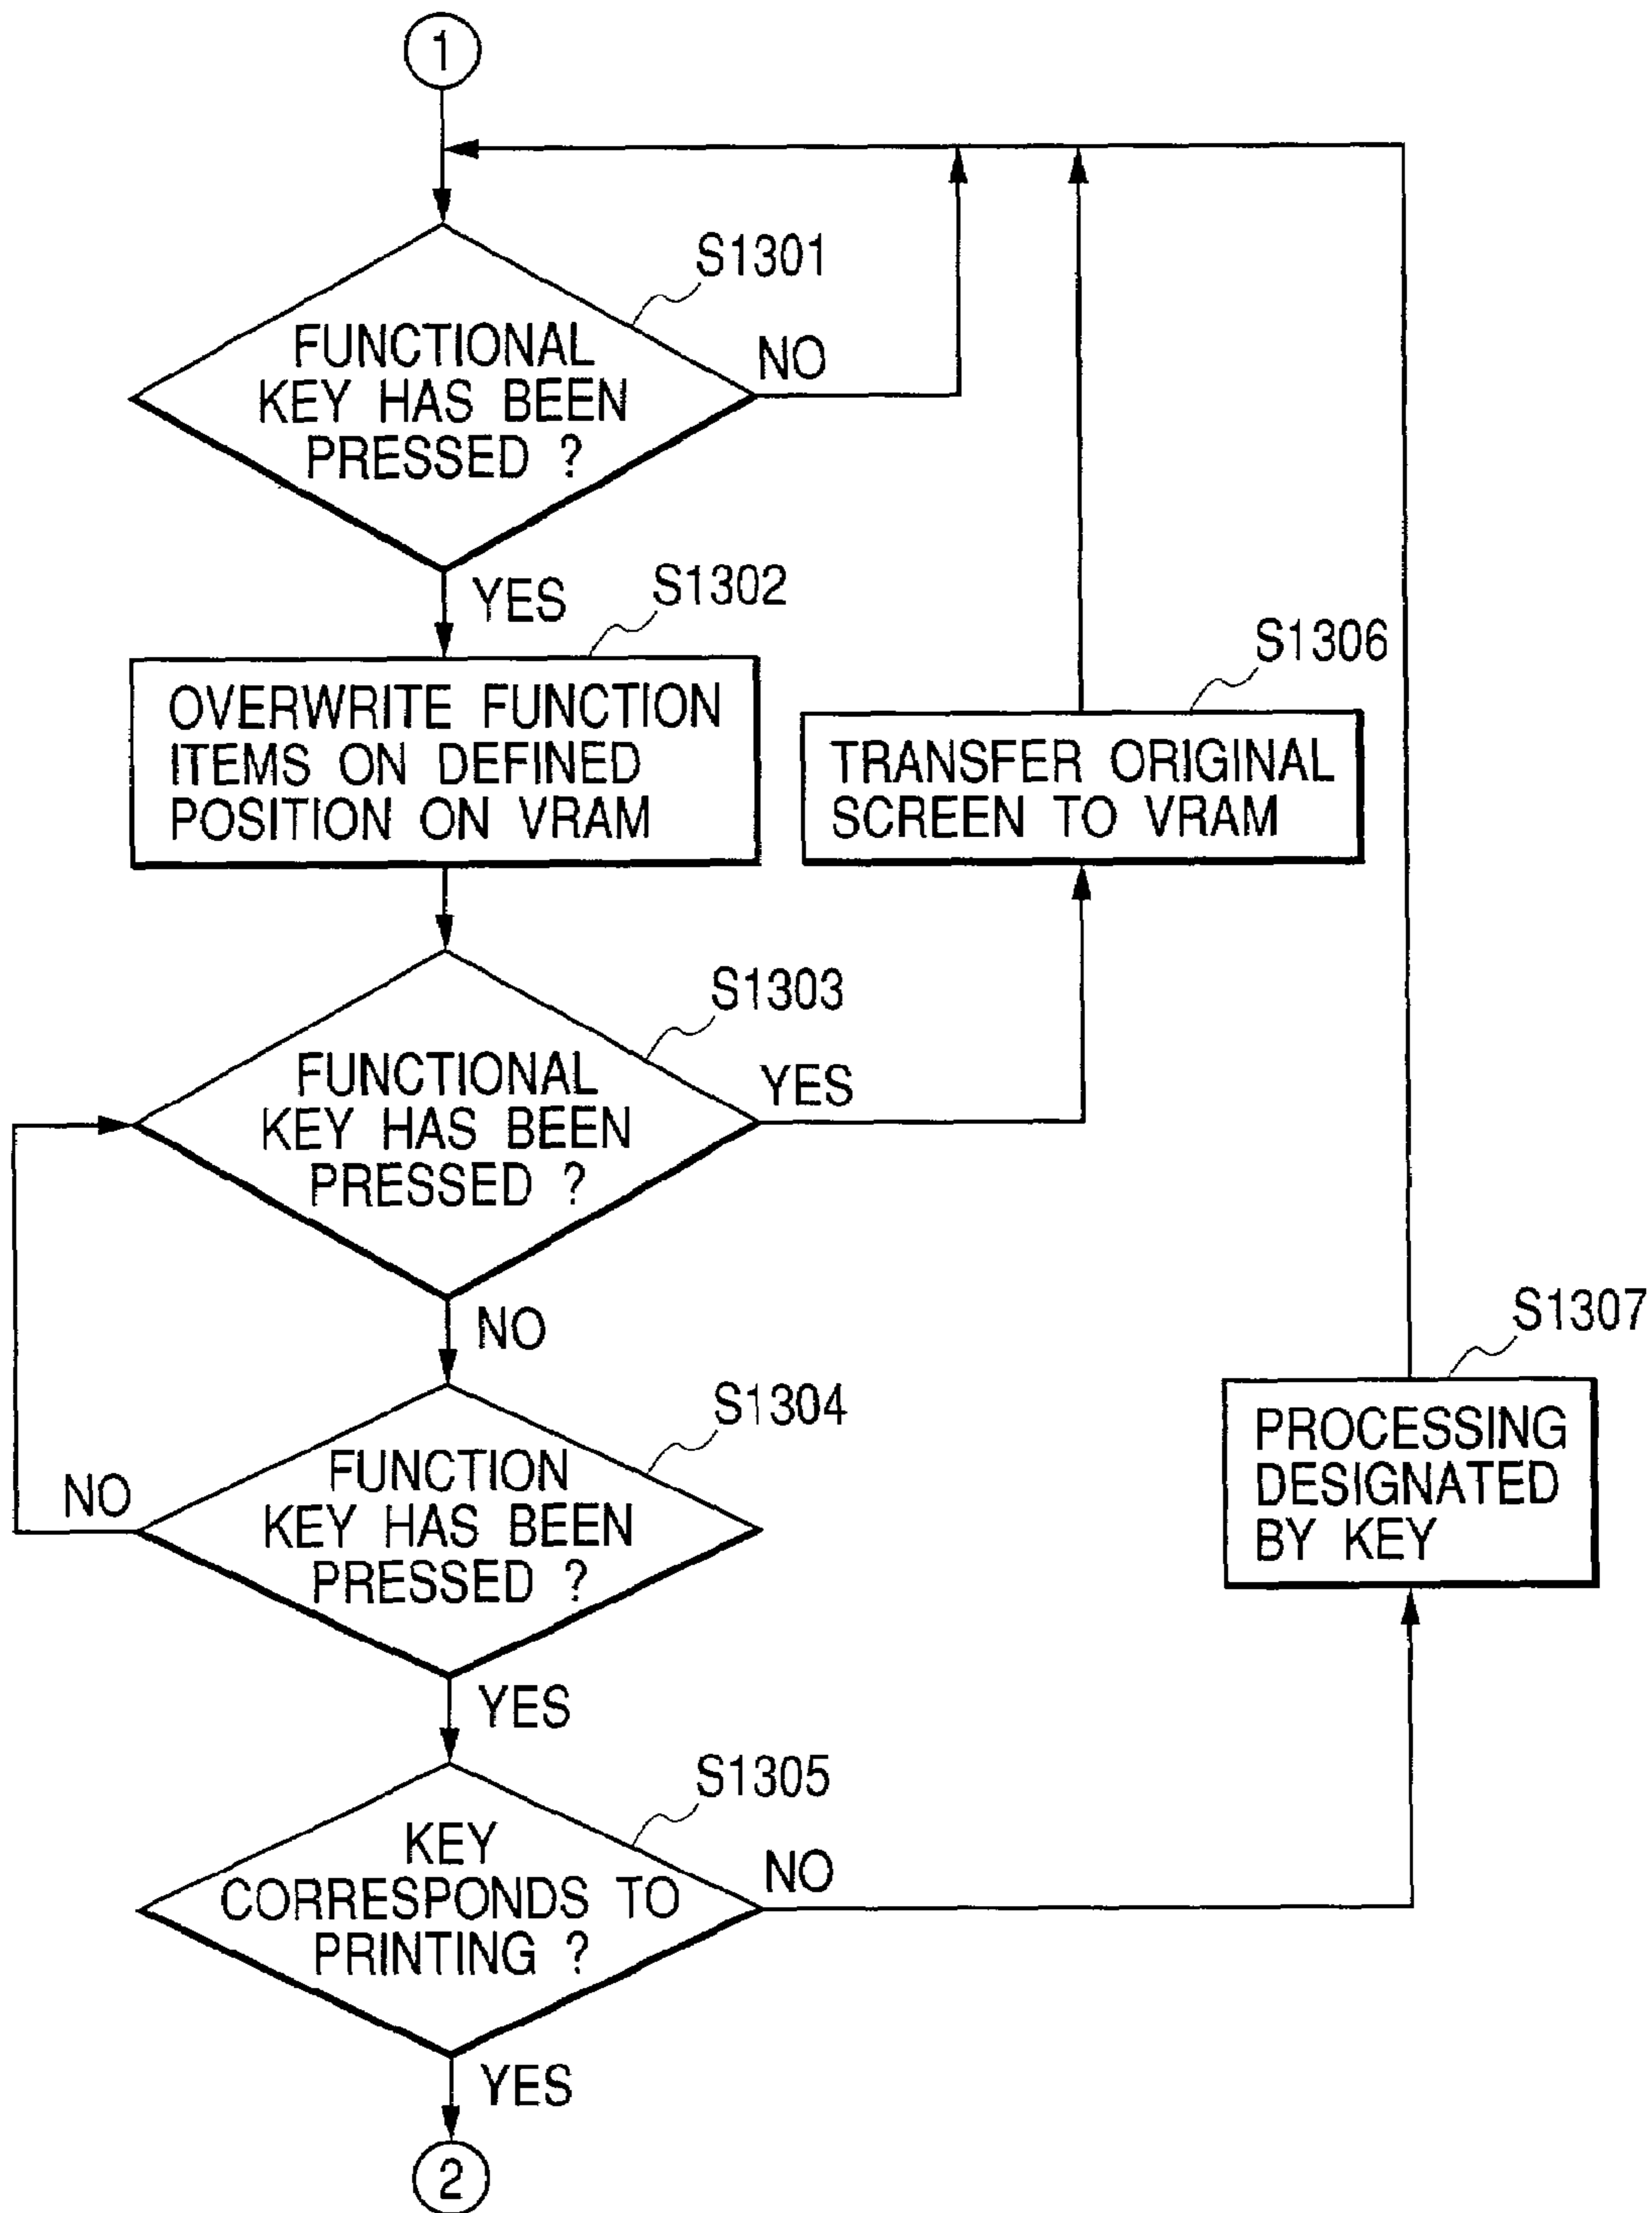 1
S1301
FUNCTIONAL
KEY HAS BEEN
PRESSED ?
NO
YES
S1302
OVERWRITE FUNCTION
ITEMS ON DEFINED
POSITION ON VRAM
S1306
TRANSFER ORIGINAL
SCREEN TO VRAM
S1303
FUNCTIONAL
KEY HAS BEEN
PRESSED ?
YES
NO
S1304
FUNCTION
KEY HAS BEEN
PRESSED ?
NO
YES
S1307
PROCESSING
DESIGNATED
BY KEY
S1305
KEY
CORRESPONDS TO
PRINTING ?
NO
YES
2